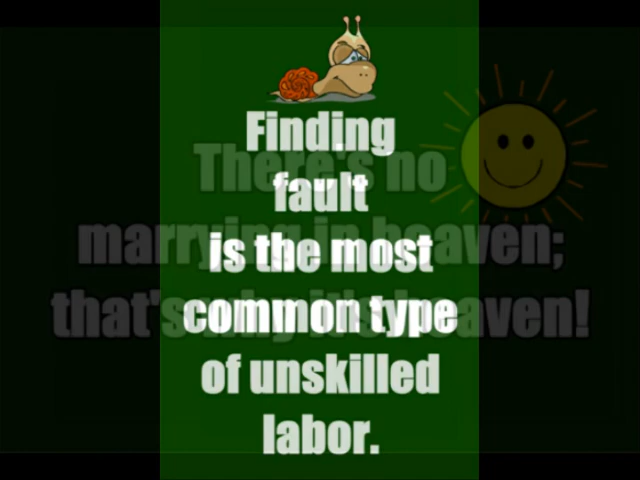 Finding
fault
is the most
common type
of unskilled
labor.
There's no
marrying in heaven;
that's why it's heaven!